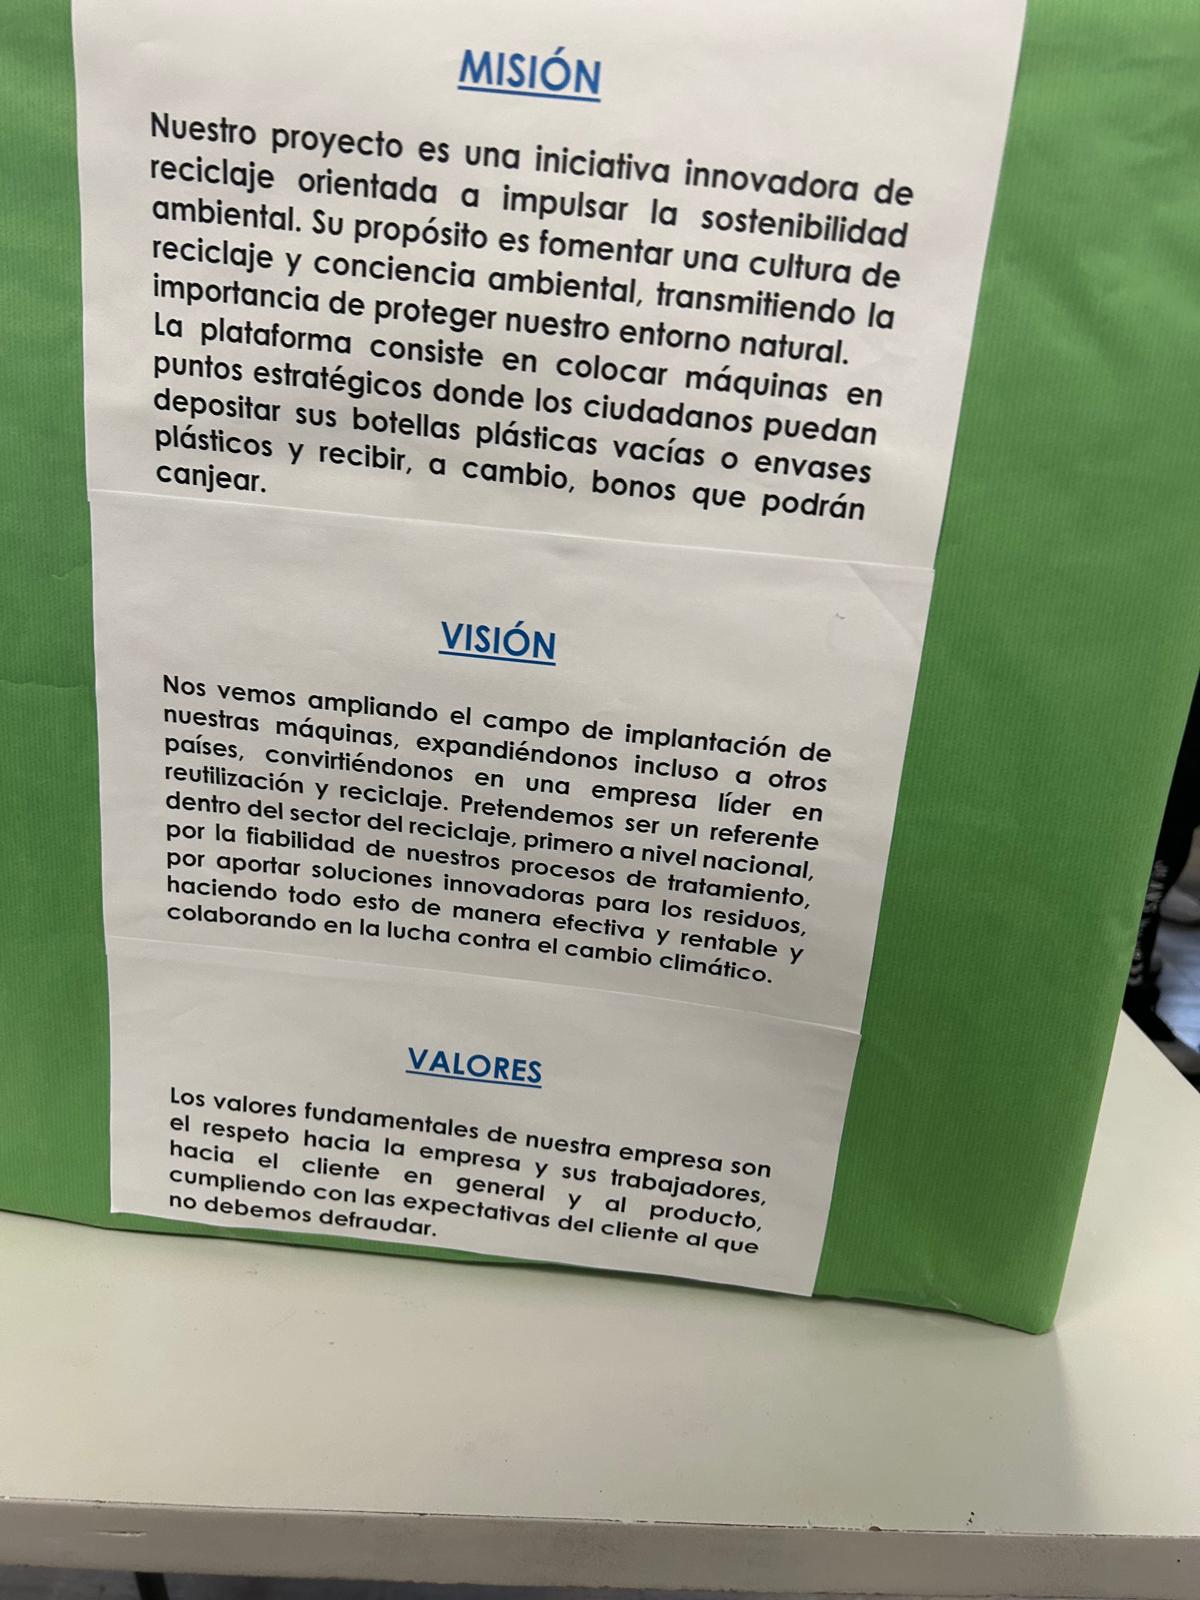 MISIÓN
Nuestro proyecto es una iniciativa innovadora de
reciclaje orientada a impulsar la sostenibilidad
ambiental. Su propósito es fomentar una cultura de
reciclaje y conciencia ambiental, transmitiendo la
importancia de proteger nuestro entorno natural.
La plataforma consiste en colocar máquinas en
puntos estratégicos donde los ciudadanos puedan
depositar sus botellas plásticas vacías o envases
plásticos y recibir, a cambio, bonos que podrán
canjear.
VISIÓN
Nos vemos ampliando el campo de implantación de
nuestras máquinas, expandiéndonos incluso a otros
países, convirtiéndonos en una empresa líder en
reutilización y reciclaje. Pretendemos ser un referente
dentro del sector del reciclaje, primero a nivel nacional,
por la fiabilidad de nuestros procesos de tratamiento,
por aportar soluciones innovadoras para los residuos,
haciendo todo esto de manera efectiva y rentable y
colaborando en la lucha contra el cambio climático.
VALORES
Los valores fundamentales de nuestra empresa son
el respeto hacia la empresa y sus trabajadores,
hacia el cliente en general y al producto,
cumpliendo con las expectativas del cliente al que
no debemos defraudar.